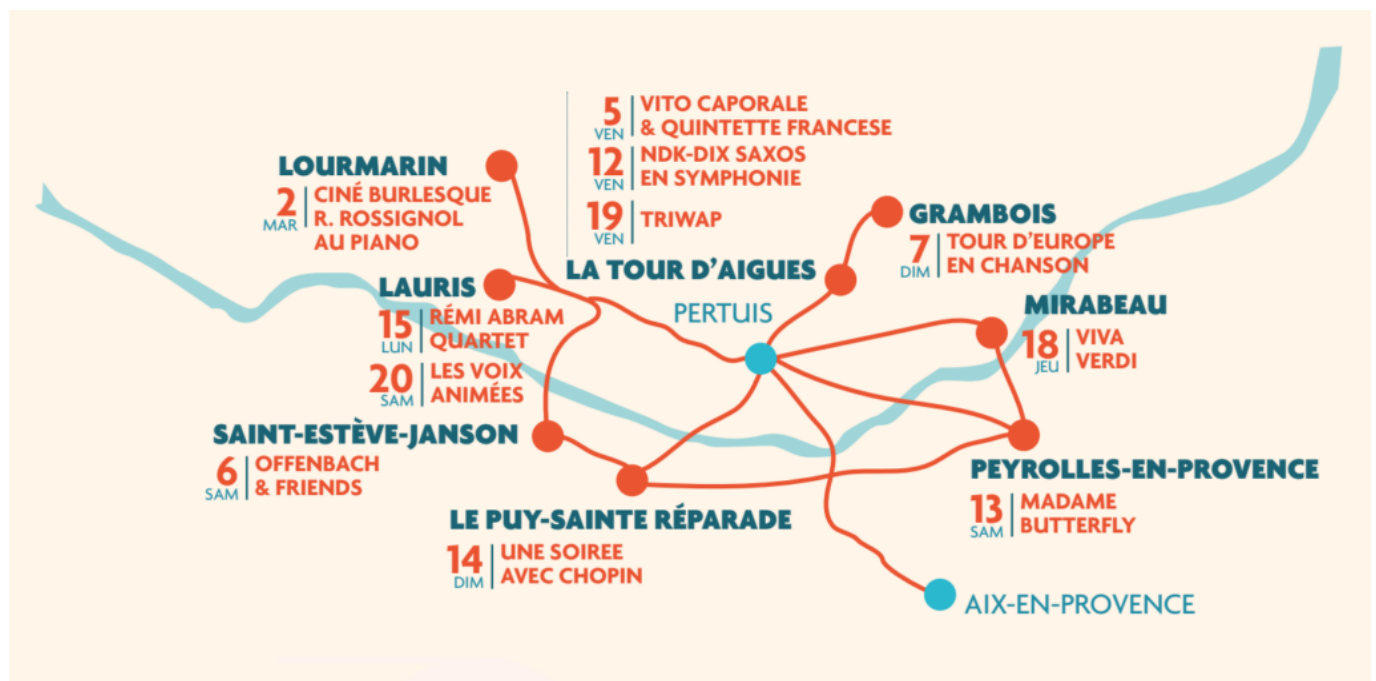 LOURMARIN
2
MAR
CINÉ BURLESQUE
R. ROSSIGNOL
AU PIANO
5
VEN
VITO CAPORALE
& QUINTETTE FRANCESE
12
VEN
NDK-DIX SAXOS
EN SYMPHONIE
19
VEN
TRIWAP
LA TOUR D'AIGUES
GRAMBOIS
7
DIM
TOUR D'EUROPE
EN CHANSON
LAURIS
15
LUN
RÉMI ABRAM
QUARTET
20
SAM
LES VOIX
ANIMÉES
PERTUIS
MIRABEAU
18
JEU
VIVA
VERDI
SAINT-ESTÈVE-JANSON
6
SAM
OFFENBACH
& FRIENDS
PEYROLLES-EN-PROVENCE
13
SAM
MADAME
BUTTERFLY
LE PUY-SAINTE RÉPARADE
14
DIM
UNE SOIREE
AVEC CHOPIN
AIX-EN-PROVENCE